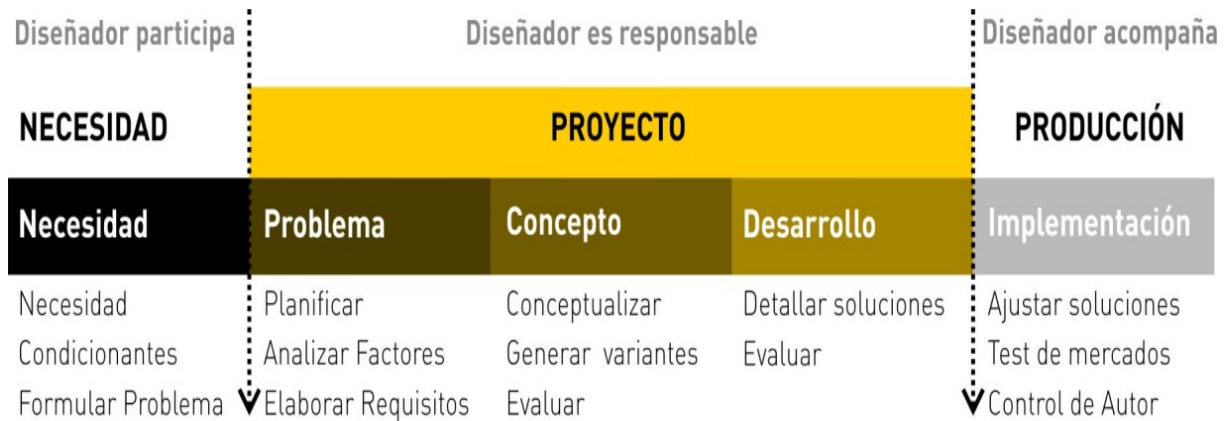 Diseñador participa
Diseñador es responsable
Diseñador acompaña
NECESIDAD
PROYECTO
PRODUCCIÓN
Necesidad
Problema
Concepto
Desarrollo
Implementación
Necesidad
Condicionantes
Formular Problema
Planificar
Analizar Factores
Elaborar Requisitos
Conceptualizar
Generar variantes
Evaluar
Detallar soluciones
Evaluar
Ajustar soluciones
Test de mercados
Control de Autor